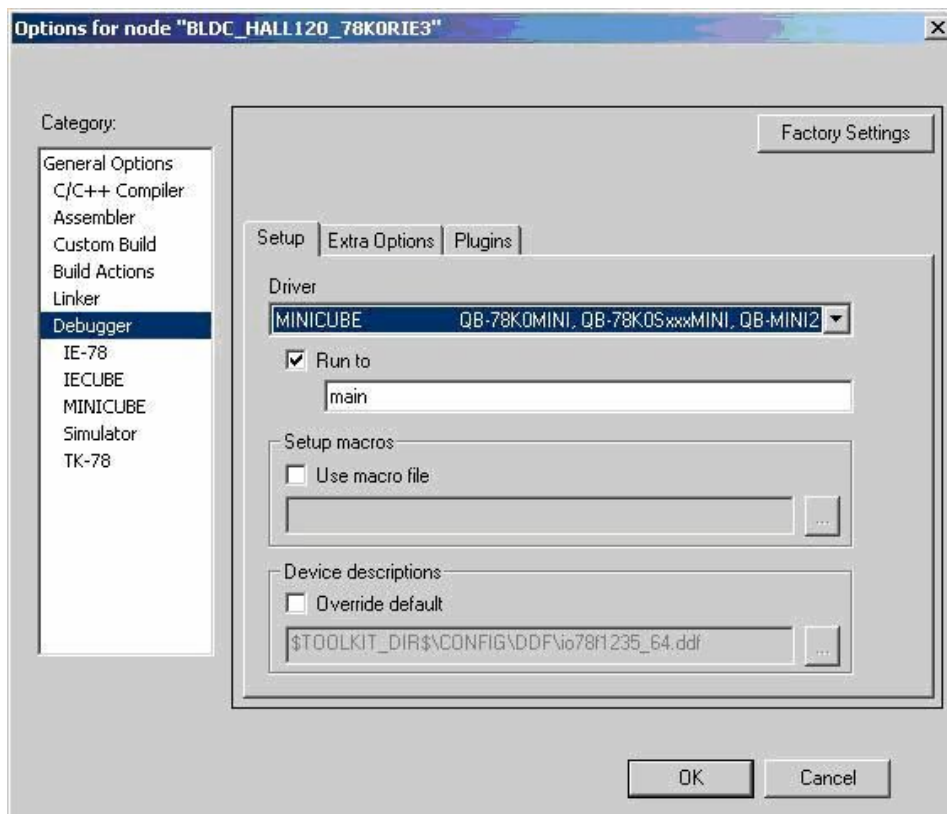 Options for node "BLDC_HALL120_78K0RIE3"
Category:
Factory Settings
General Options
C/C++ Compiler
Assembler
Custom Build
Build Actions
Linker
Debugger
IE-78
IECUBE
MINICUBE
Simulator
TK-78
Setup
Extra Options
Plugins
Driver
MINICUBE QB-78K0MINI, QB-78K0SxxxMINI, QB-MINI2
Run to
main
Setup macros
Use macro file
...
Device descriptions
Override default
$TOOLKIT_DIR$\CONFIG\DDF\io78f1235_64.ddf
...
OK
Cancel